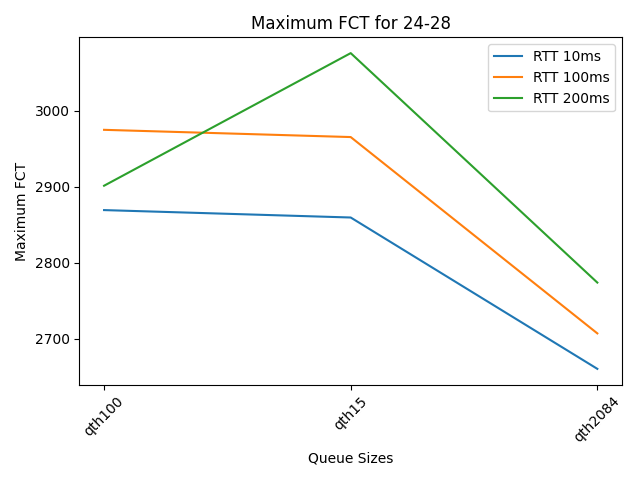 Maximum FCT for 24-28
RTT 10ms
RTT 100ms
RTT 200ms
Maximum FCT
3000
2900
2800
2700
qth100
qth15
qth2084
Queue Sizes